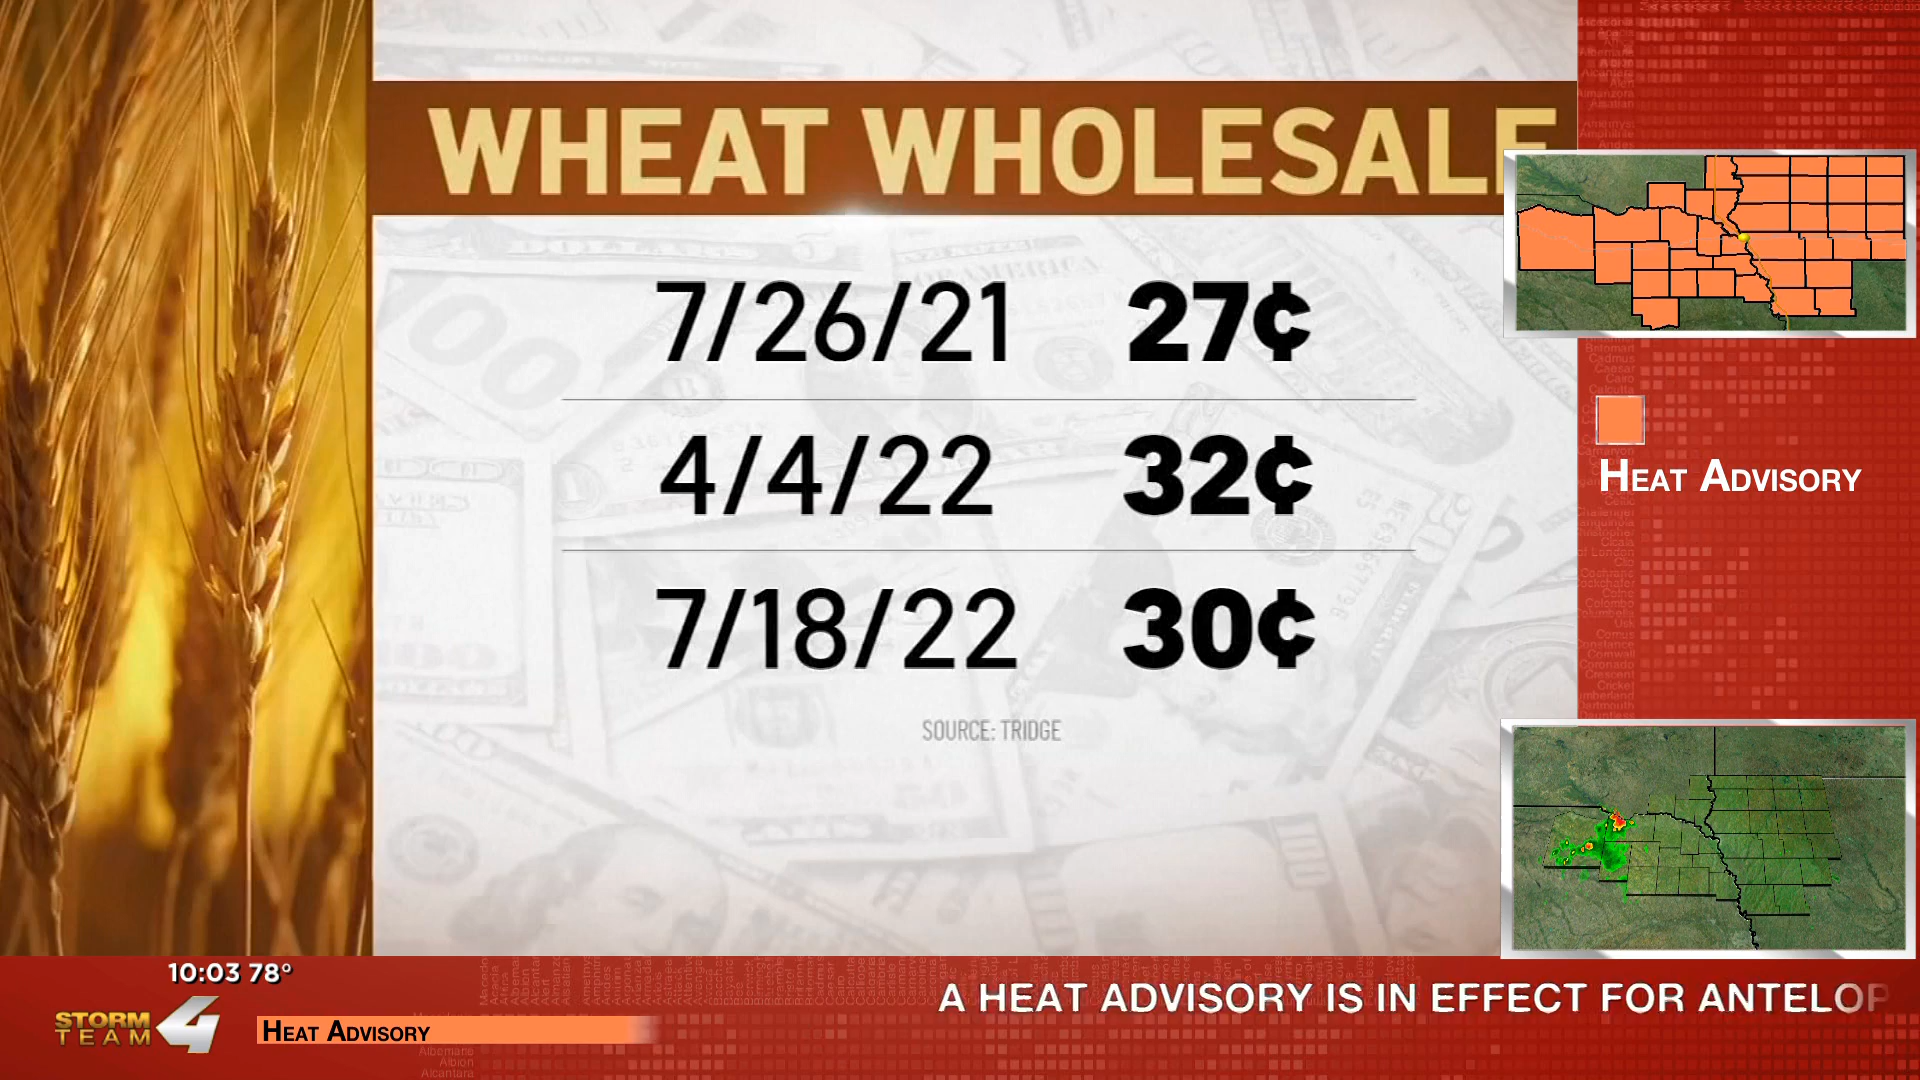 WHEAT WHOLESALE
7/26/21 27¢
4/4/22 32¢
7/18/22 30¢
SOURCE: TRIDGE
HEAT ADVISORY
10:03 78°
STORM
TEAM 4
HEAT ADVISORY
A HEAT ADVISORY IS IN EFFECT FOR ANTELOP